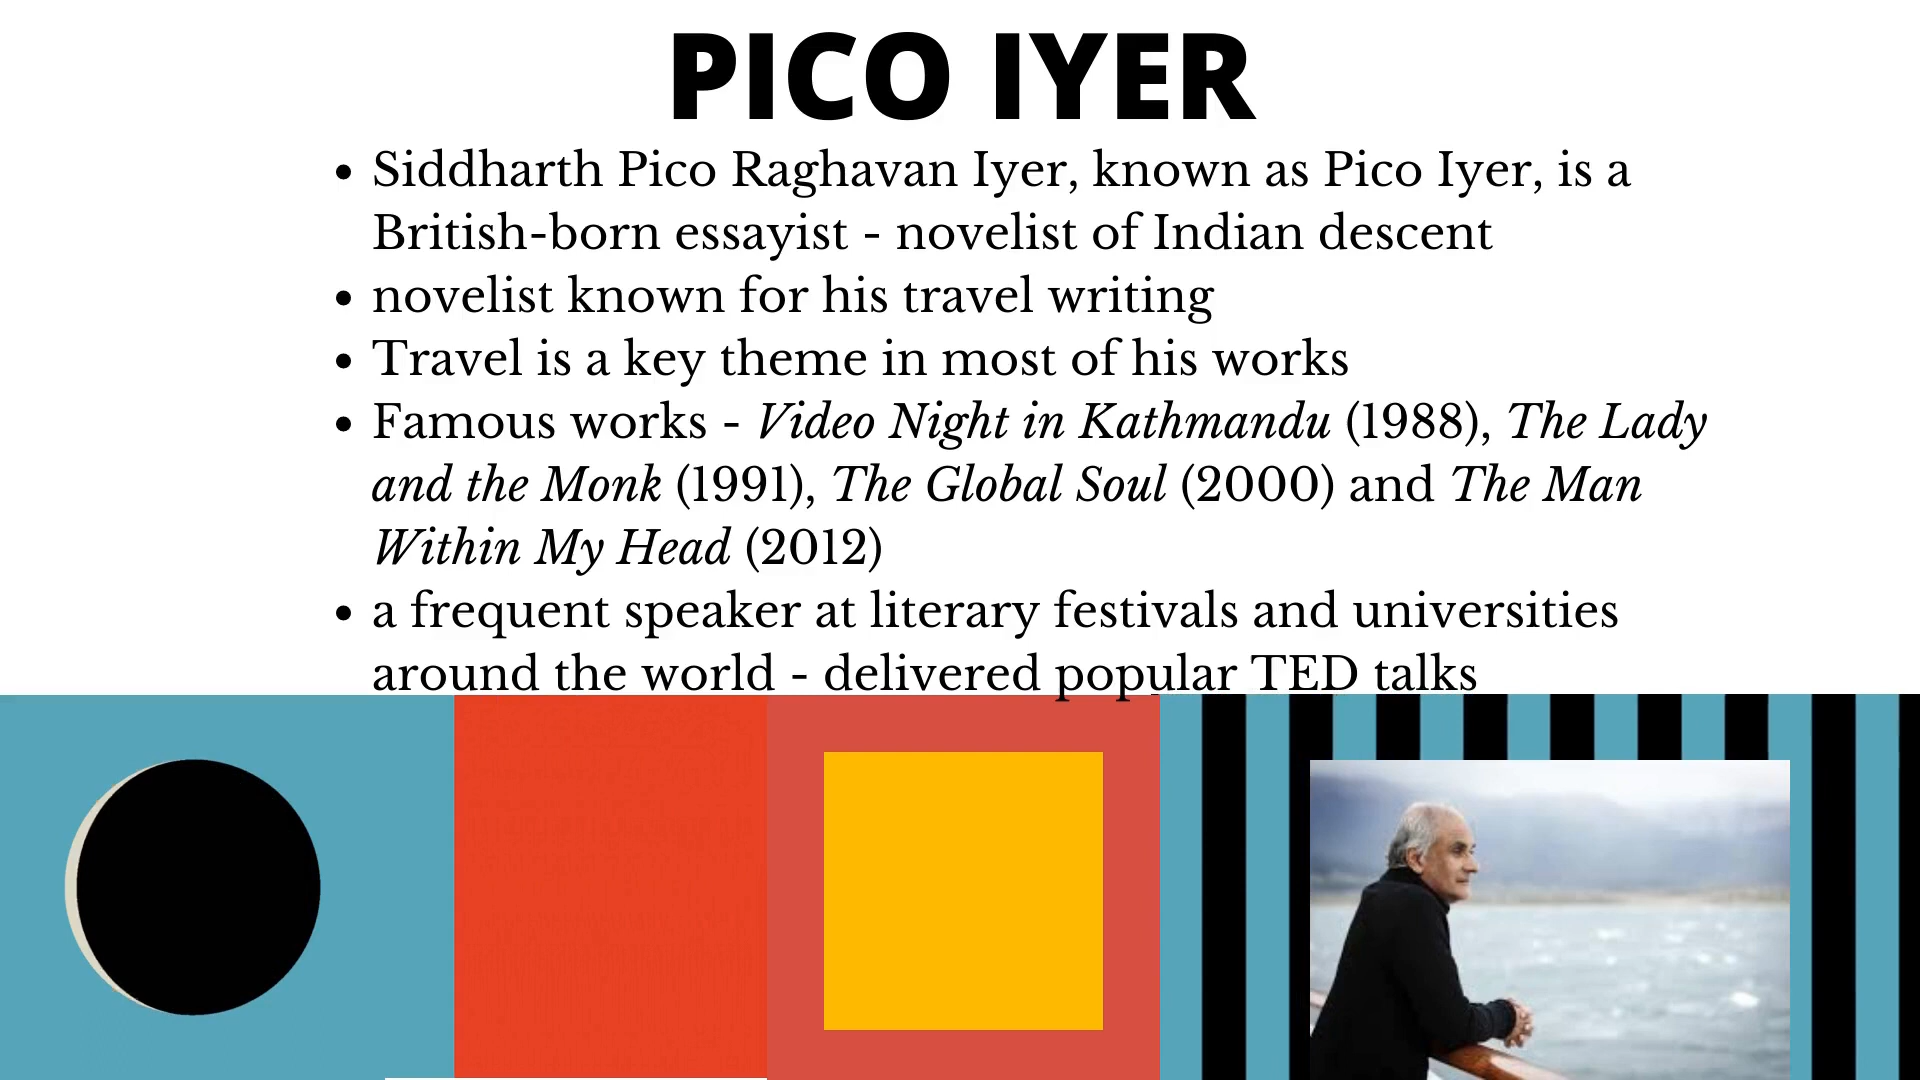 PICO IYER
• Siddharth Pico Raghavan Iyer, known as Pico Iyer, is a
British-born essayist - novelist of Indian descent
• novelist known for his travel writing
• Travel is a key theme in most of his works
• Famous works - Video Night in Kathmandu (1988), The Lady
and the Monk (1991), The Global Soul (2000) and The Man
Within My Head (2012)
• a frequent speaker at literary festivals and universities
around the world - delivered popular TED talks